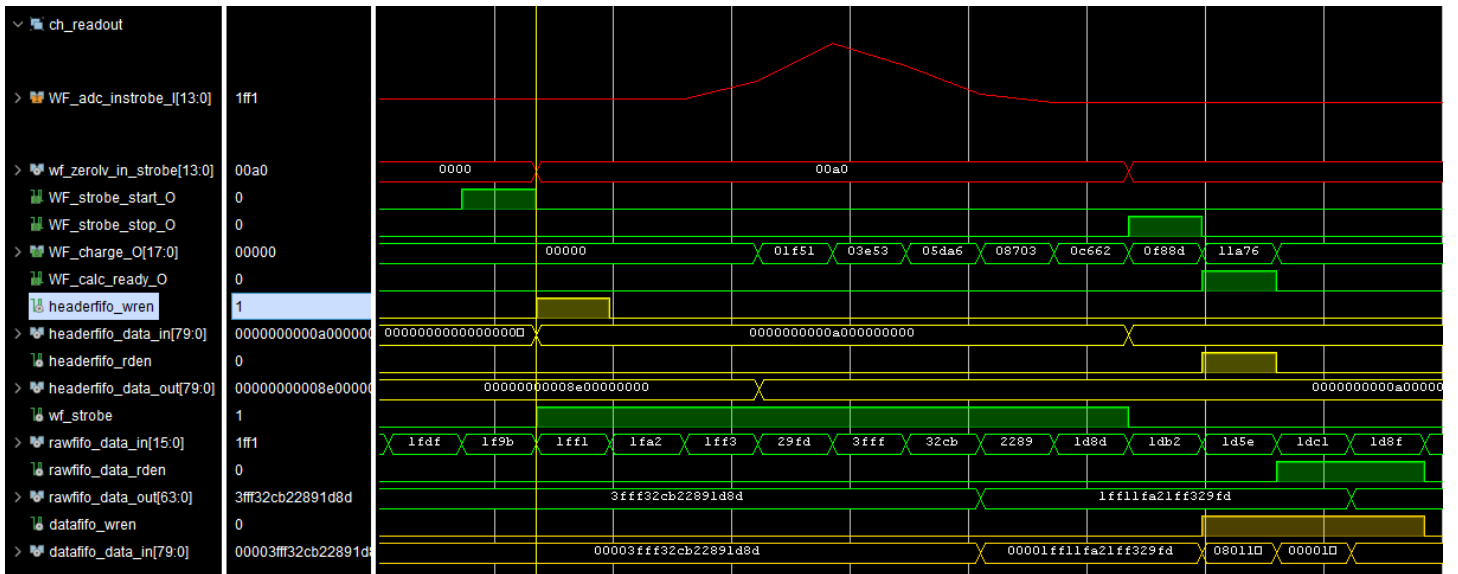 ch_readout
WF_adc_instrobe_I[13:0] 1ff1
wf_zerolv_in_strobe[13:0] 00a0 0000 00a0
WF_strobe_start_O 0
WF_strobe_stop_O 0
WF_charge_O[17:0] 00000 00000 01f51 03e53 05da6 08703 0c662 0f88d 11a76
WF_calc_ready_O 0
headerfifo_wren 1
headerfifo_data_in[79:0] 0000000000a00000 0000000000000000 0000000000a000000000
headerfifo_rden 0
headerfifo_data_out[79:0] 00000000008e00000 00000000008e00000000 0000000000a00000
wf_strobe 1
rawfifo_data_in[15:0] 1ff1 1fdf 1f9b 1ff1 1fa2 1ff3 29fd 3fff 32cb 2289 1d8d 1db2 1d5e 1dc1 1d8f
rawfifo_data_rden 0
rawfifo_data_out[63:0] 3fff32cb22891d8d 3fff32cb22891d8d 1ff11fa21ff329fd
datafifo_wren 0
datafifo_data_in[79:0] 00003fff32cb22891d8 00003fff32cb22891d8d 00001ff11fa21ff329fd 08011 00001